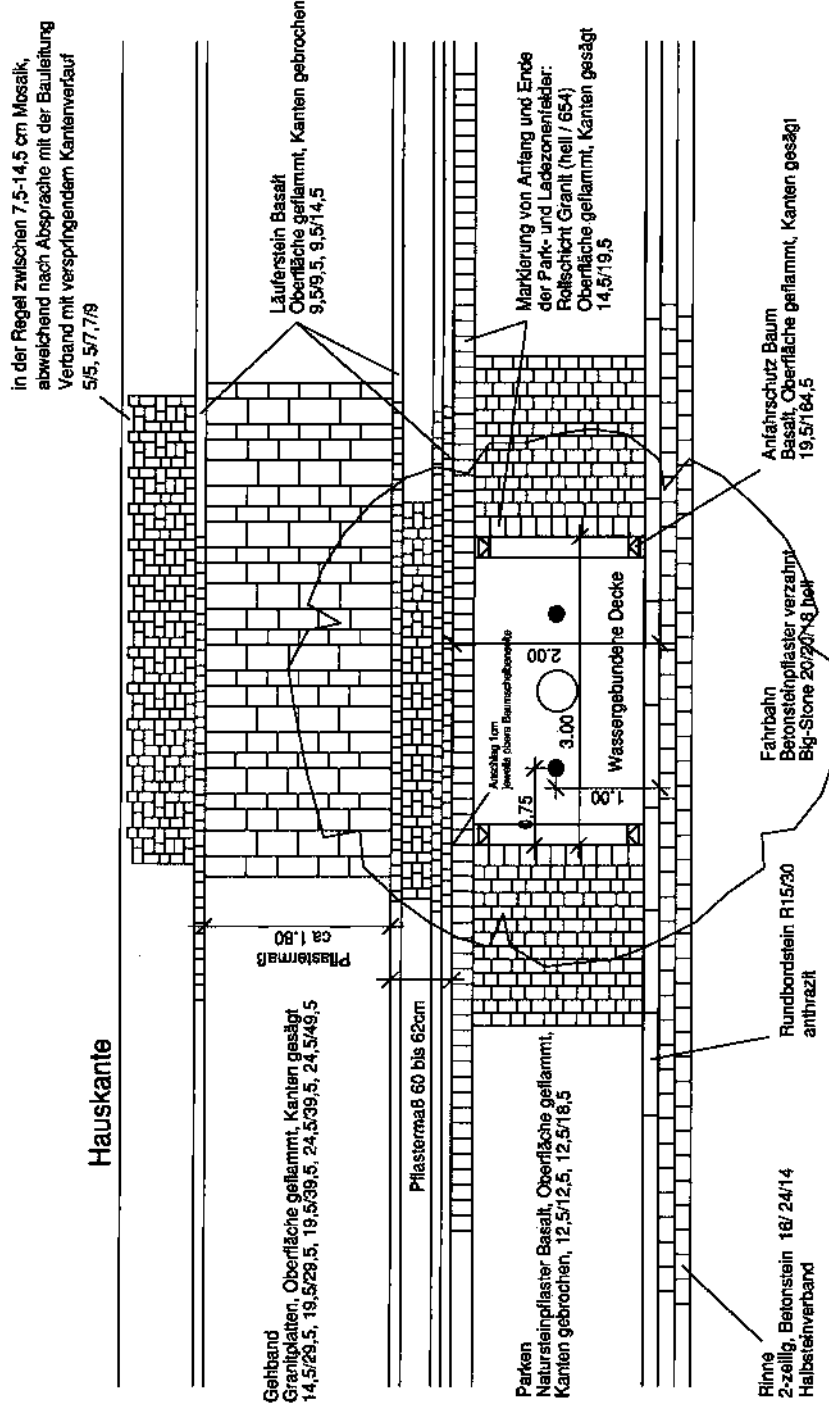 Hauskante
in der Regel zwischen 7,5-14,5 cm Mosaik,
abweichend nach Absprache mit der Bauleitung
Verband mit verspringendem Kantenverlauf
5/5, 5/7,7/9
Läuferstein Basalt
Oberfläche geflammt, Kanten gebrochen
9,5/9,5, 9,5/14,5
Gehband
Granitplatten, Oberfläche geflammt, Kanten gesägt
14,5/29,5, 19,5/29,5, 19,5/39,5, 24,5/39,5, 24,5/49,5
Pflastermaß
ca 1.80
Pflastermaß 60 bis 62cm
Markierung von Anfang und Ende
der Park- und Ladezonenfelder:
Rollschicht Granit (hell / 654)
Oberfläche geflammt, Kanten gesägt
14,5/19,5
Parken
Natursteinpflaster Basalt, Oberfläche geflammt,
Kanten gebrochen, 12,5/12,5, 12,5/18,5
Anschlag 1cm
jeweils obere Baumscheibenseite
2.00
3.00
0.75
1.00
Wassergebundene Decke
Anfahrschutz Baum
Basalt, Oberfläche geflammt, Kanten gesägt
19,5/164,5
Fahrbahn
Betonsteinpflaster verzahnt
Big-Stone 20/20/18 hell
Rundbordstein R15/30
anthrazit
Rinne
2-zeilig, Betonstein 16/24/14
Halbsteinverband